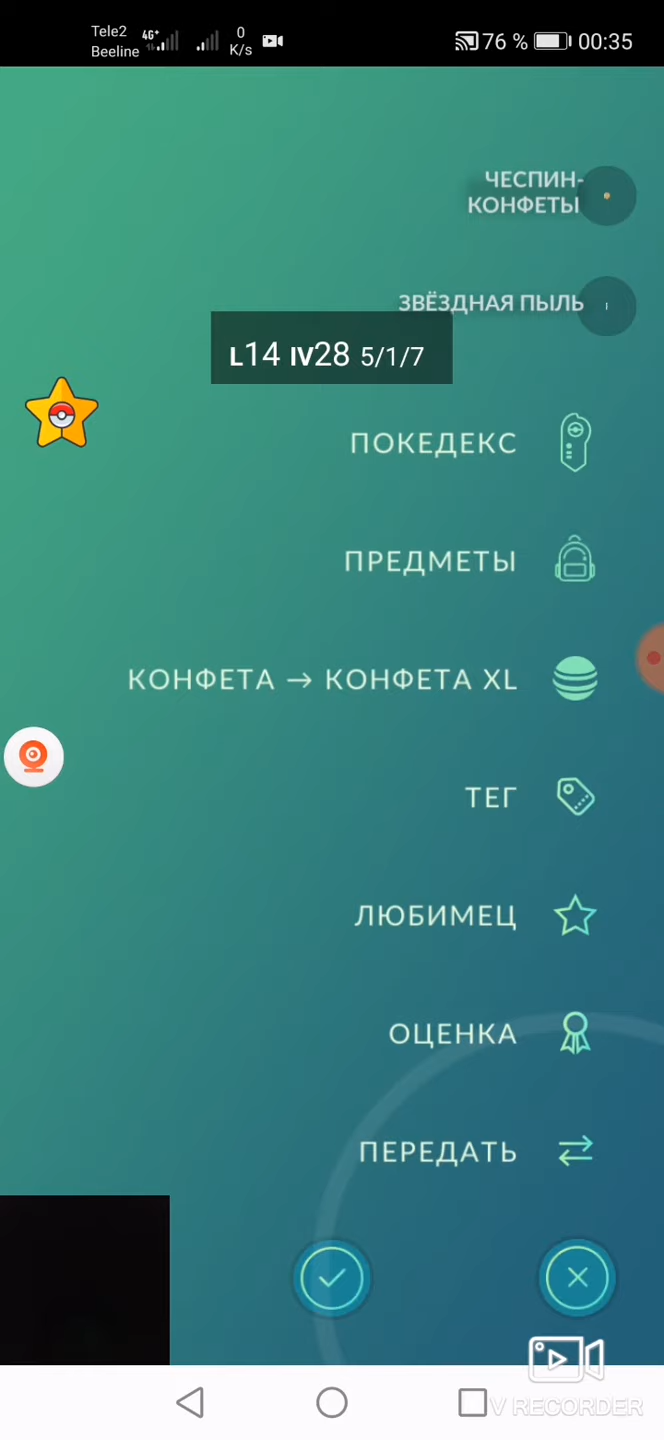 Tele2 4G+ 0 76 % 00:35
Beeline K/s
ЧЕСПИН-
КОНФЕТЫ
ЗВЁЗДНАЯ ПЫЛЬ
L14 IV28 5/1/7
ПОКЕДЕКС
ПРЕДМЕТЫ
КОНФЕТА → КОНФЕТА XL
ТЕГ
ЛЮБИМЕЦ
ОЦЕНКА
ПЕРЕДАТЬ
V RECORDER